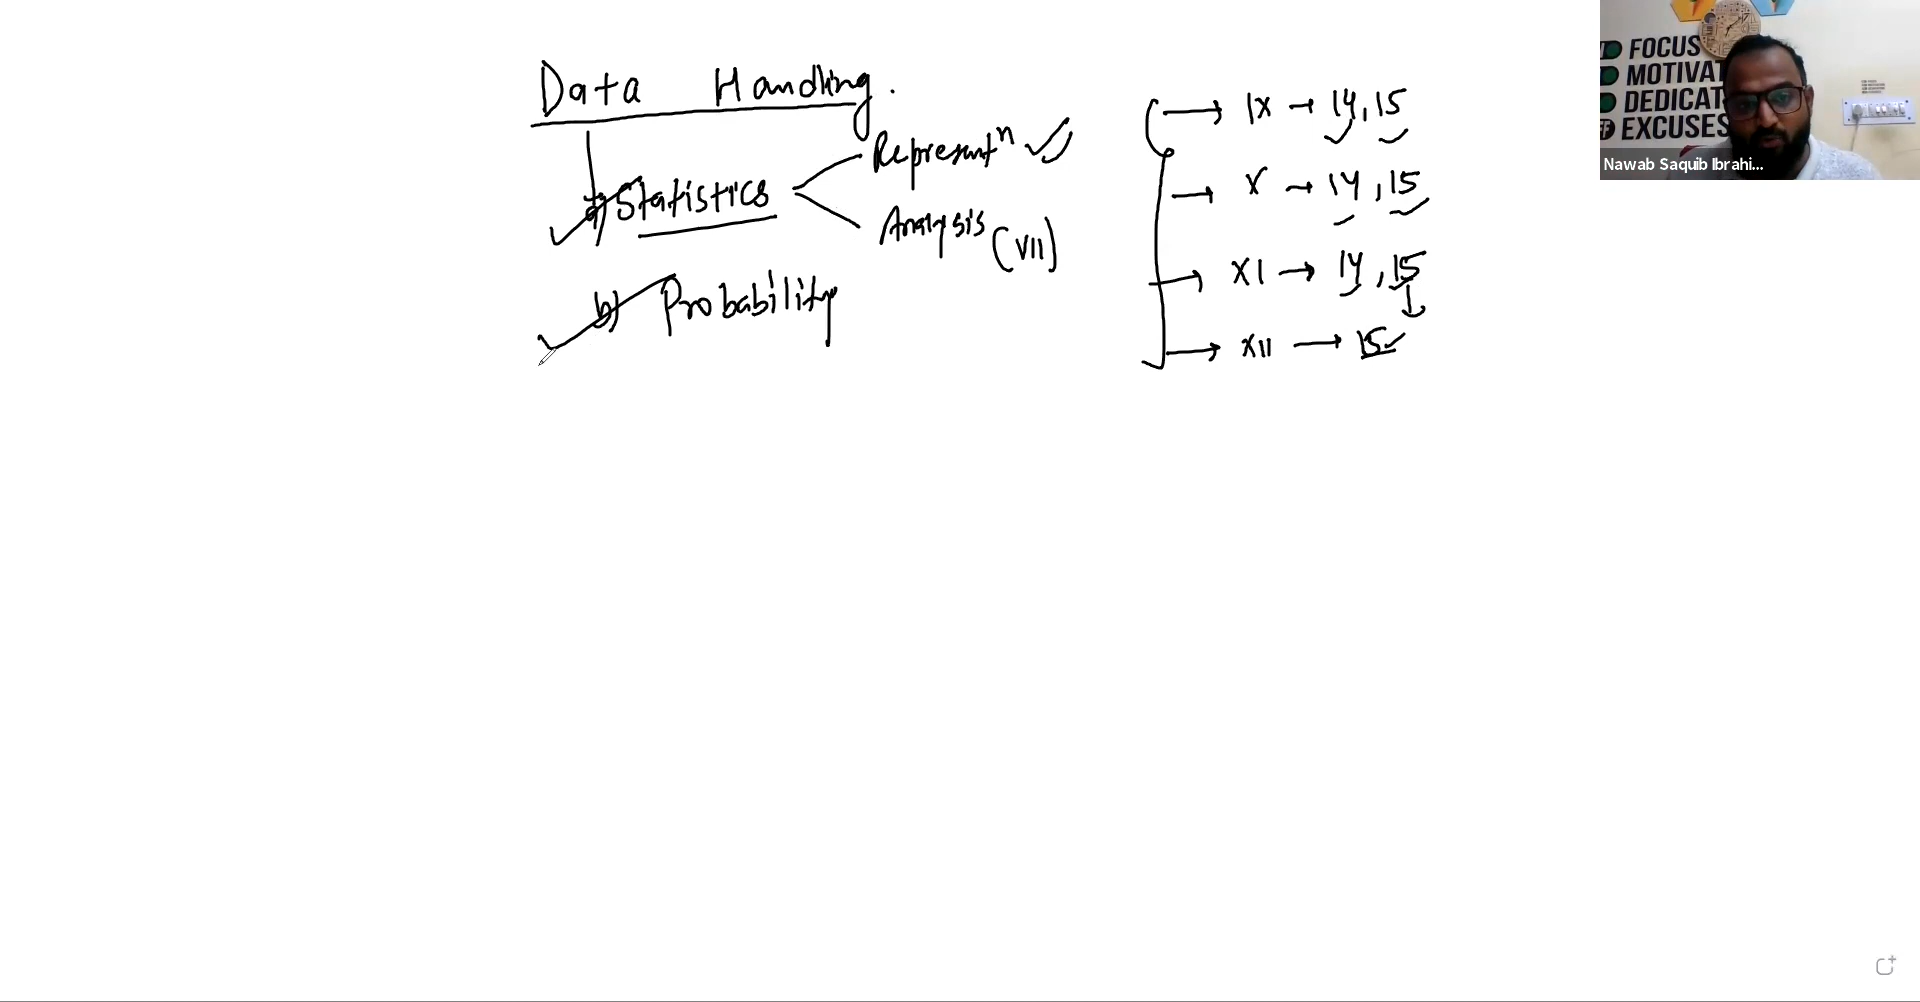 Data Handling.
a) Statistics
Representⁿ
Analysis (VII)
b) Probability
IX → 14, 15
X → 14, 15
XI → 14, 15
XII → 15
FOCUS
MOTIVAT
DEDICAT
EXCUSES
Nawab Saquib Ibrahi...